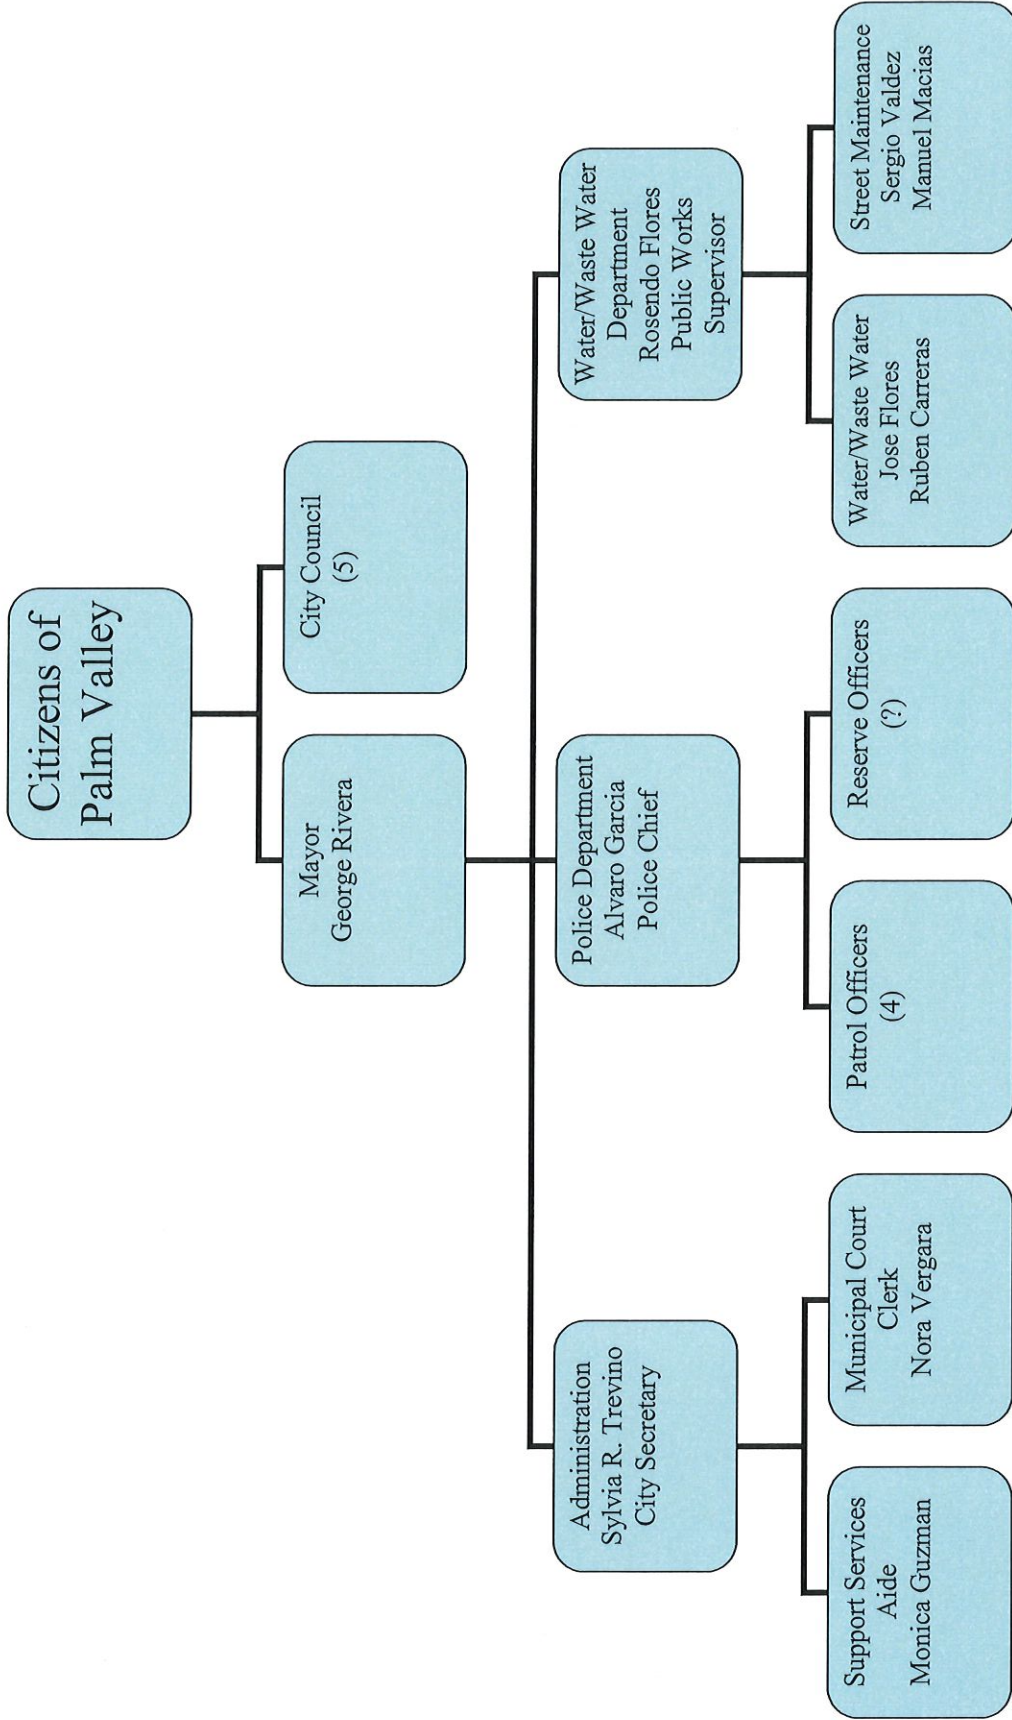 Citizens of
Palm Valley
Mayor
George Rivera
City Council
(5)
Administration
Sylvia R. Trevino
City Secretary
Police Department
Alvaro Garcia
Police Chief
Water/Waste Water
Department
Rosendo Flores
Public Works
Supervisor
Support Services
Aide
Monica Guzman
Municipal Court
Clerk
Nora Vergara
Patrol Officers
(4)
Reserve Officers
(?)
Water/Waste Water
Jose Flores
Ruben Carreras
Street Maintenance
Sergio Valdez
Manuel Macias